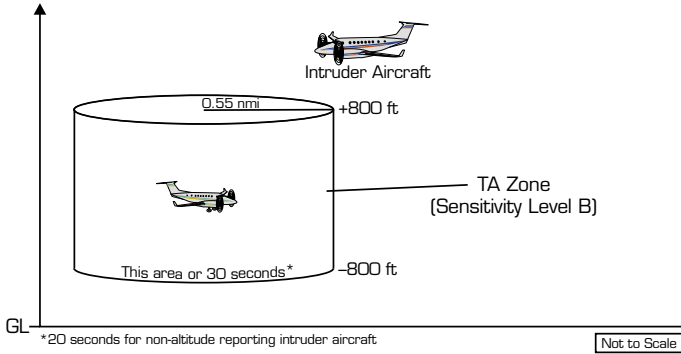 Intruder Aircraft
0.55 nmi
+800 ft
TA Zone
(Sensitivity Level B)
This area or 30 seconds*
–800 ft
GL
*20 seconds for non-altitude reporting intruder aircraft
Not to Scale